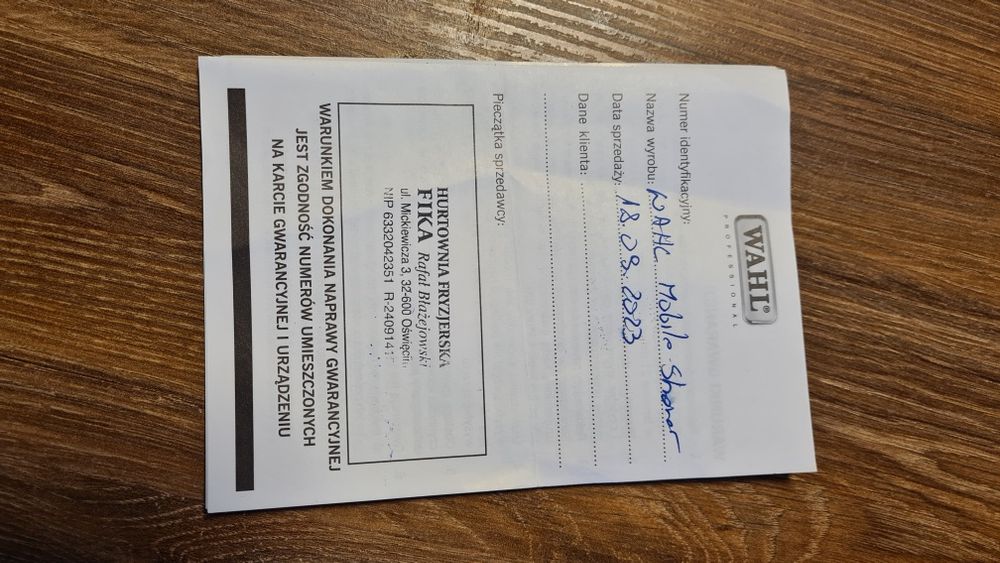 WAHL®
PROFESSIONAL
Numer identyfikacyjny:
Nazwa wyrobu: WAHL Mobile Shaver
Data sprzedaży: 18.09.2023
Dane klienta:
Pieczątka sprzedawcy:
HURTOWNIA FRYZJERSKA
FIKA Rafał Błażejowski
ul. Mickiewicza 3, 32-600 Oświęcim
NIP 6332042351 R-2409141
WARUNKIEM DOKONANIA NAPRAWY GWARANCYJNEJ
JEST ZGODNOŚĆ NUMERÓW UMIESZCZONYCH
NA KARCIE GWARANCYJNEJ I URZĄDZENIU